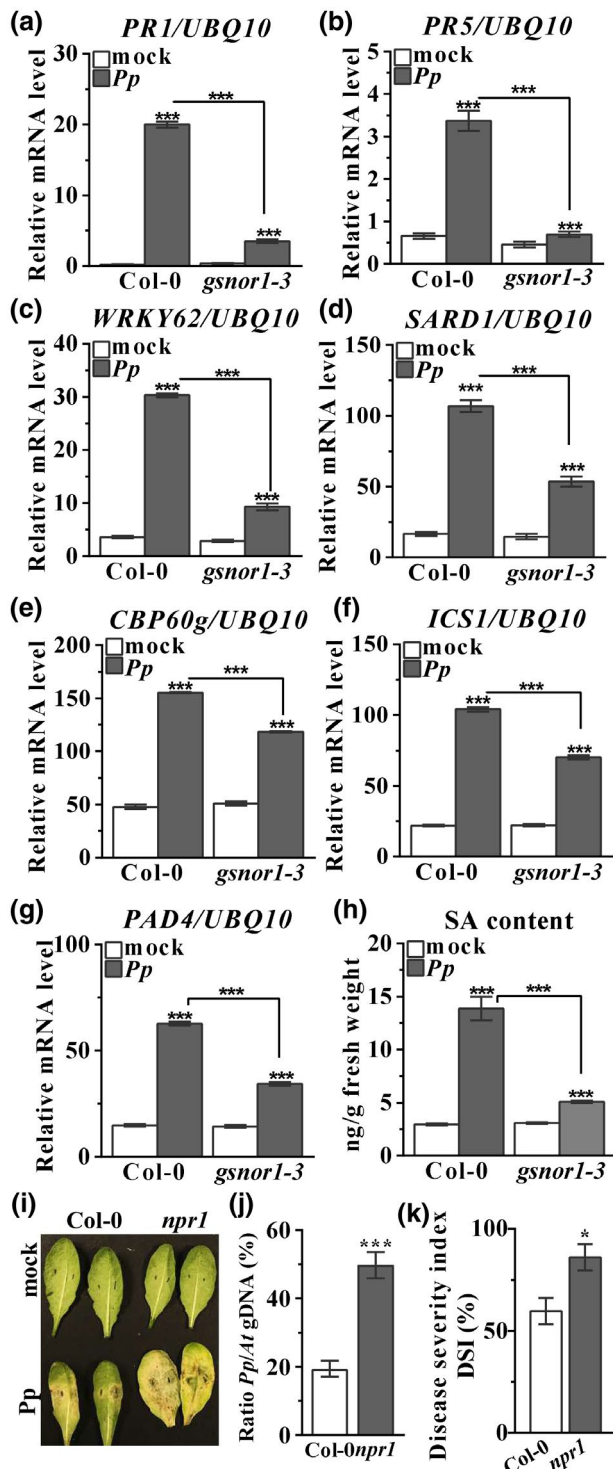 (a) PR1/UBQ10
mock
Pp
Relative mRNA level
30
20
10
0
***
***
***
Col-0 gsnor1-3
(b) PR5/UBQ10
mock
Pp
Relative mRNA level
6
5
4
3
2
1
0
***
***
***
Col-0 gsnor1-3
(c) WRKY62/UBQ10
mock
Pp
Relative mRNA level
40
30
20
10
0
***
***
***
Col-0 gsnor1-3
(d) SARD1/UBQ10
mock
Pp
Relative mRNA level
150
100
50
0
***
***
***
Col-0 gsnor1-3
(e) CBP60g/UBQ10
mock
Pp
Relative mRNA level
200
150
100
50
0
***
***
***
Col-0 gsnor1-3
(f) ICS1/UBQ10
mock
Pp
Relative mRNA level
150
100
50
25
0
***
***
***
Col-0 gsnor1-3
(g) PAD4/UBQ10
mock
Pp
Relative mRNA level
100
50
0
***
***
***
Col-0 gsnor1-3
(h) SA content
mock
Pp
ng/g fresh weight
20
15
10
5
0
***
***
***
Col-0 gsnor1-3
(i) Col-0 npr1
mock
Pp
(j)
Ratio Pp/At gDNA (%)
60
40
20
0
***
Col-0npr1
(k)
Disease severity index
DSI (%)
100
50
0
*
Col-0
npr1